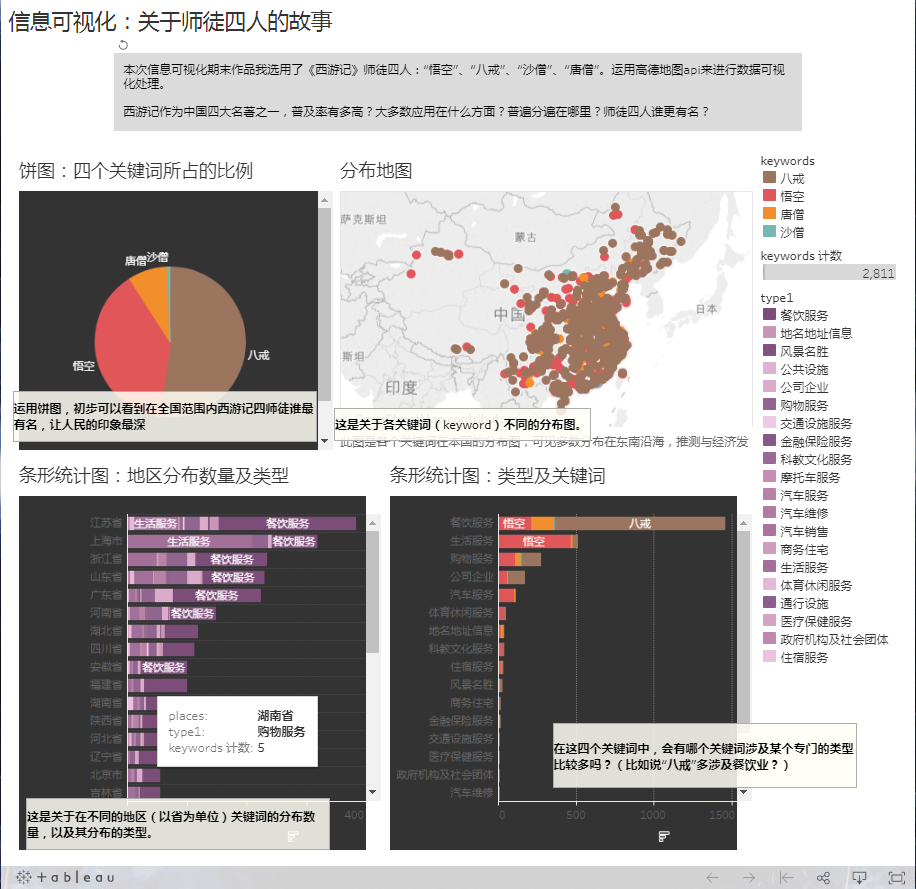 信息可视化：关于师徒四人的故事
本次信息可视化期末作品我选用了《西游记》师徒四人：“悟空”、“八戒”、“沙僧”、“唐僧”。运用高德地图api来进行数据可视
化处理。
西游记作为中国四大名著之一，普及率有多高？大多数应用在什么方面？普遍分遍在哪里？师徒四人谁更有名？
饼图：四个关键词所占的比例
唐僧
沙僧
悟空
八戒
运用饼图，初步可以看到在全国范围内西游记四师徒谁最
有名，让人民的印象最深
分布地图
萨克斯坦
蒙古
中国
日本
斯坦
印度
这是关于各关键词（keyword）不同的分布图。
此图是各个关键词在本国的分布图，可见多数分布在东南沿海，推测与经济发
keywords
八戒
悟空
唐僧
沙僧
keywords 计数
2,811
type1
餐饮服务
地名地址信息
风景名胜
公共设施
公司企业
购物服务
交通设施服务
金融保险服务
科教文化服务
摩托车服务
汽车服务
汽车维修
汽车销售
商务住宅
生活服务
体育休闲服务
通行设施
医疗保健服务
政府机构及社会团体
住宿服务
条形统计图：地区分布数量及类型
江苏省 生活服务 餐饮服务
上海市 生活服务 餐饮服务
浙江省 餐饮服务
山东省 餐饮服务
广东省 餐饮服务
河南省 餐饮服务
湖北省
四川省
安徽省 餐饮服务
福建省
湖南省
陕西省
河北省
辽宁省
北京市
吉林省
places: 湖南省
type1: 购物服务
keywords 计数: 5
400
这是关于在不同的地区（以省为单位）关键词的分布数
量，以及其分布的类型。
条形统计图：类型及关键词
餐饮服务 悟空 八戒
生活服务 悟空
购物服务
公司企业
汽车服务
体育休闲服务
地名地址信息
科教文化服务
住宿服务
风景名胜
商务住宅
金融保险服务
交通设施服务
医疗保健服务
政府机构及社会团体
汽车维修
0 500 1000 1500
在这四个关键词中，会有哪个关键词涉及某个专门的类型
比较多吗？（比如说“八戒”多涉及餐饮业？）
+ a b l e a u